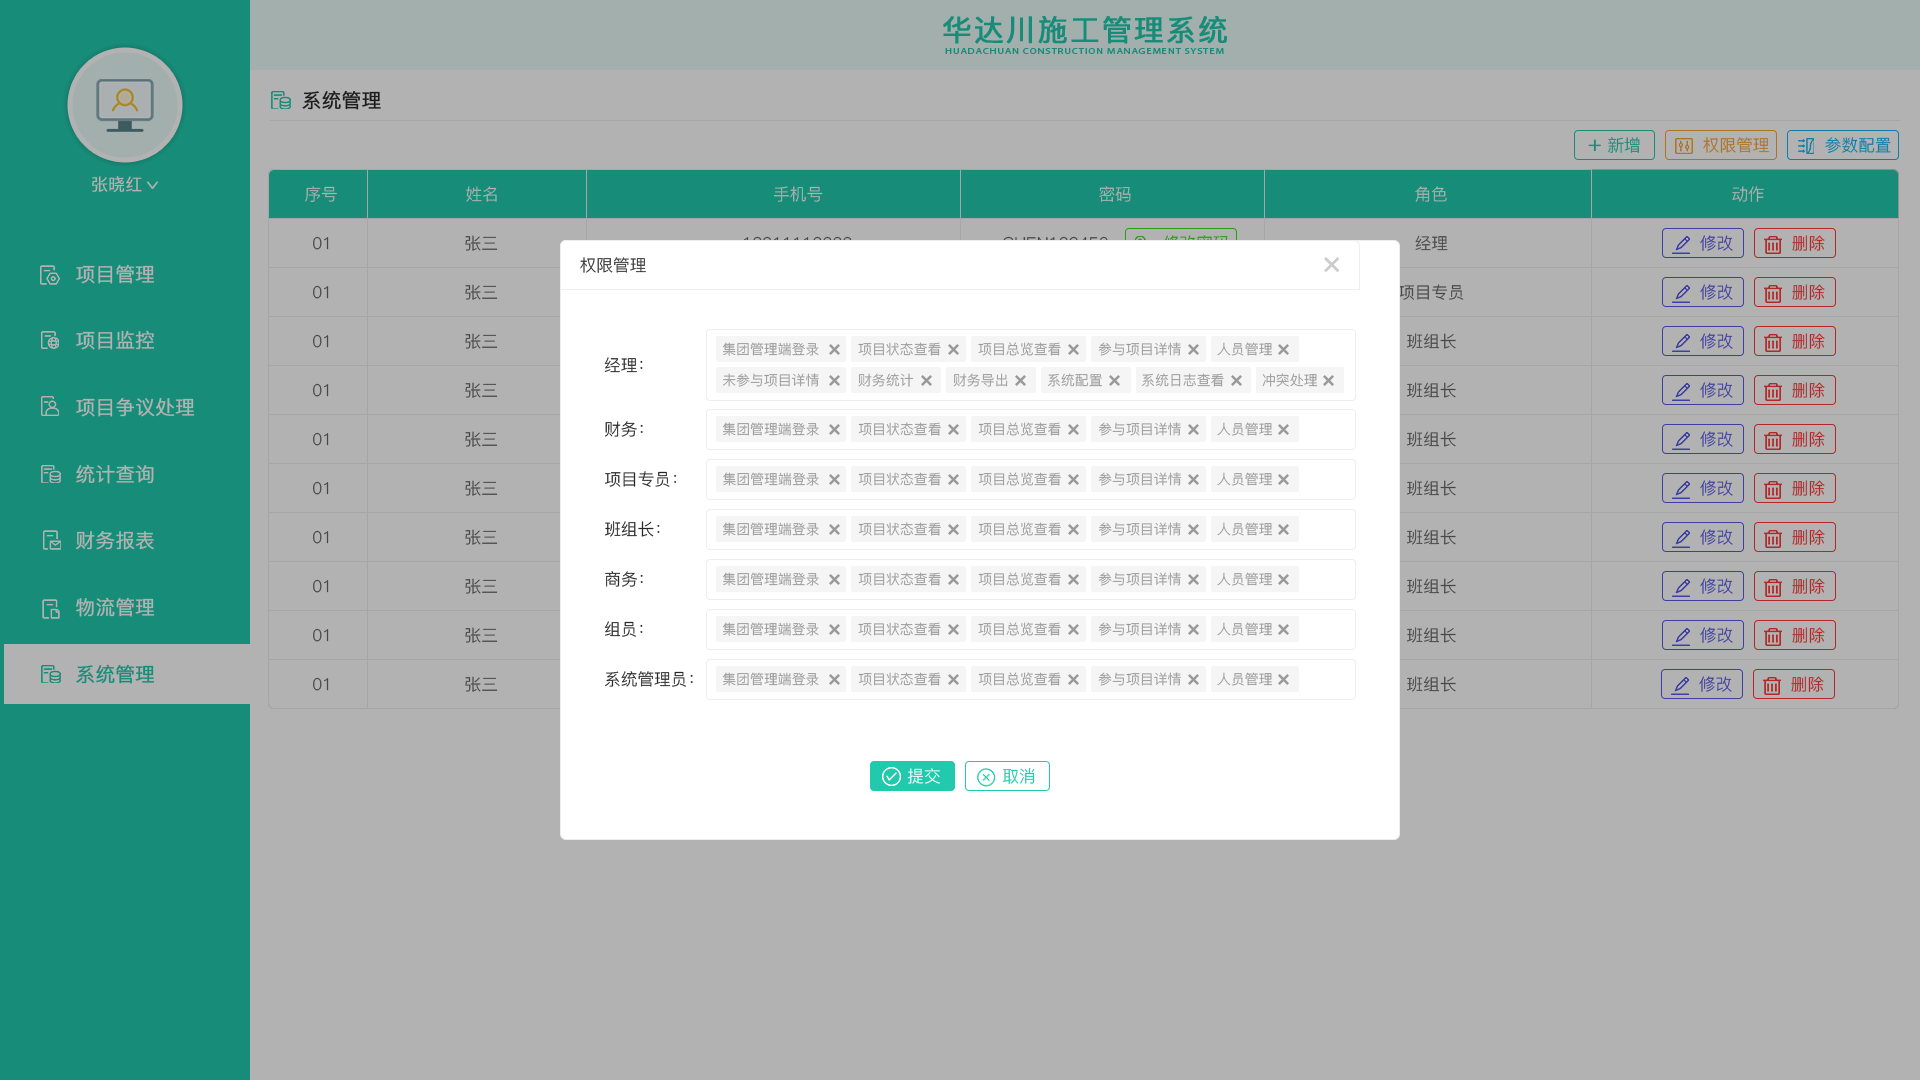 华达川施工管理系统
HUADACHUAN CONSTRUCTION MANAGEMENT SYSTEM
张晓红
项目管理
项目监控
项目争议处理
统计查询
财务报表
物流管理
系统管理
系统管理
新增 权限管理 参数配置
序号 姓名 手机号 密码 角色 动作
01 张三 经理 修改 删除
01 张三 项目专员 修改 删除
01 张三 班组长 修改 删除
01 张三 班组长 修改 删除
01 张三 班组长 修改 删除
01 张三 班组长 修改 删除
01 张三 班组长 修改 删除
01 张三 班组长 修改 删除
01 张三 班组长 修改 删除
01 张三 班组长 修改 删除
权限管理
经理：
集团管理端登录 项目状态查看 项目总览查看 参与项目详情 人员管理
未参与项目详情 财务统计 财务导出 系统配置 系统日志查看 冲突处理
财务： 集团管理端登录 项目状态查看 项目总览查看 参与项目详情 人员管理
项目专员： 集团管理端登录 项目状态查看 项目总览查看 参与项目详情 人员管理
班组长： 集团管理端登录 项目状态查看 项目总览查看 参与项目详情 人员管理
商务： 集团管理端登录 项目状态查看 项目总览查看 参与项目详情 人员管理
组员： 集团管理端登录 项目状态查看 项目总览查看 参与项目详情 人员管理
系统管理员： 集团管理端登录 项目状态查看 项目总览查看 参与项目详情 人员管理
提交 取消